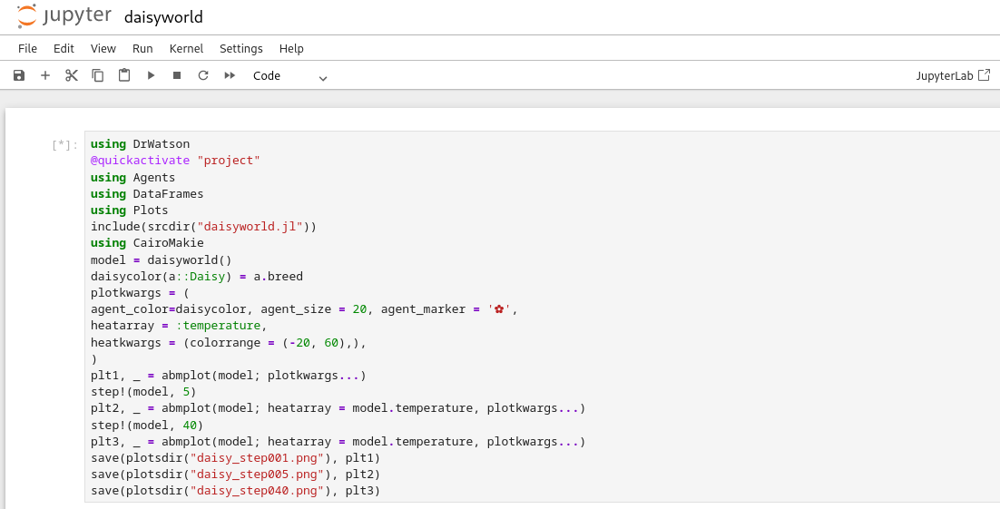 jupyter daisyworld
File Edit View Run Kernel Settings Help
Code JupyterLab
[*]: using DrWatson
@quickactivate "project"
using Agents
using DataFrames
using Plots
include(srcdir("daisyworld.jl"))
using CairoMakie
model = daisyworld()
daisycolor(a::Daisy) = a.breed
plotkwargs = (
agent_color=daisycolor, agent_size = 20, agent_marker = '✿',
heatarray = :temperature,
heatkwargs = (colorrange = (-20, 60),),
)
plt1, _ = abmplot(model; plotkwargs...)
step!(model, 5)
plt2, _ = abmplot(model; heatarray = model.temperature, plotkwargs...)
step!(model, 40)
plt3, _ = abmplot(model; heatarray = model.temperature, plotkwargs...)
save(plotsdir("daisy_step001.png"), plt1)
save(plotsdir("daisy_step005.png"), plt2)
save(plotsdir("daisy_step040.png"), plt3)